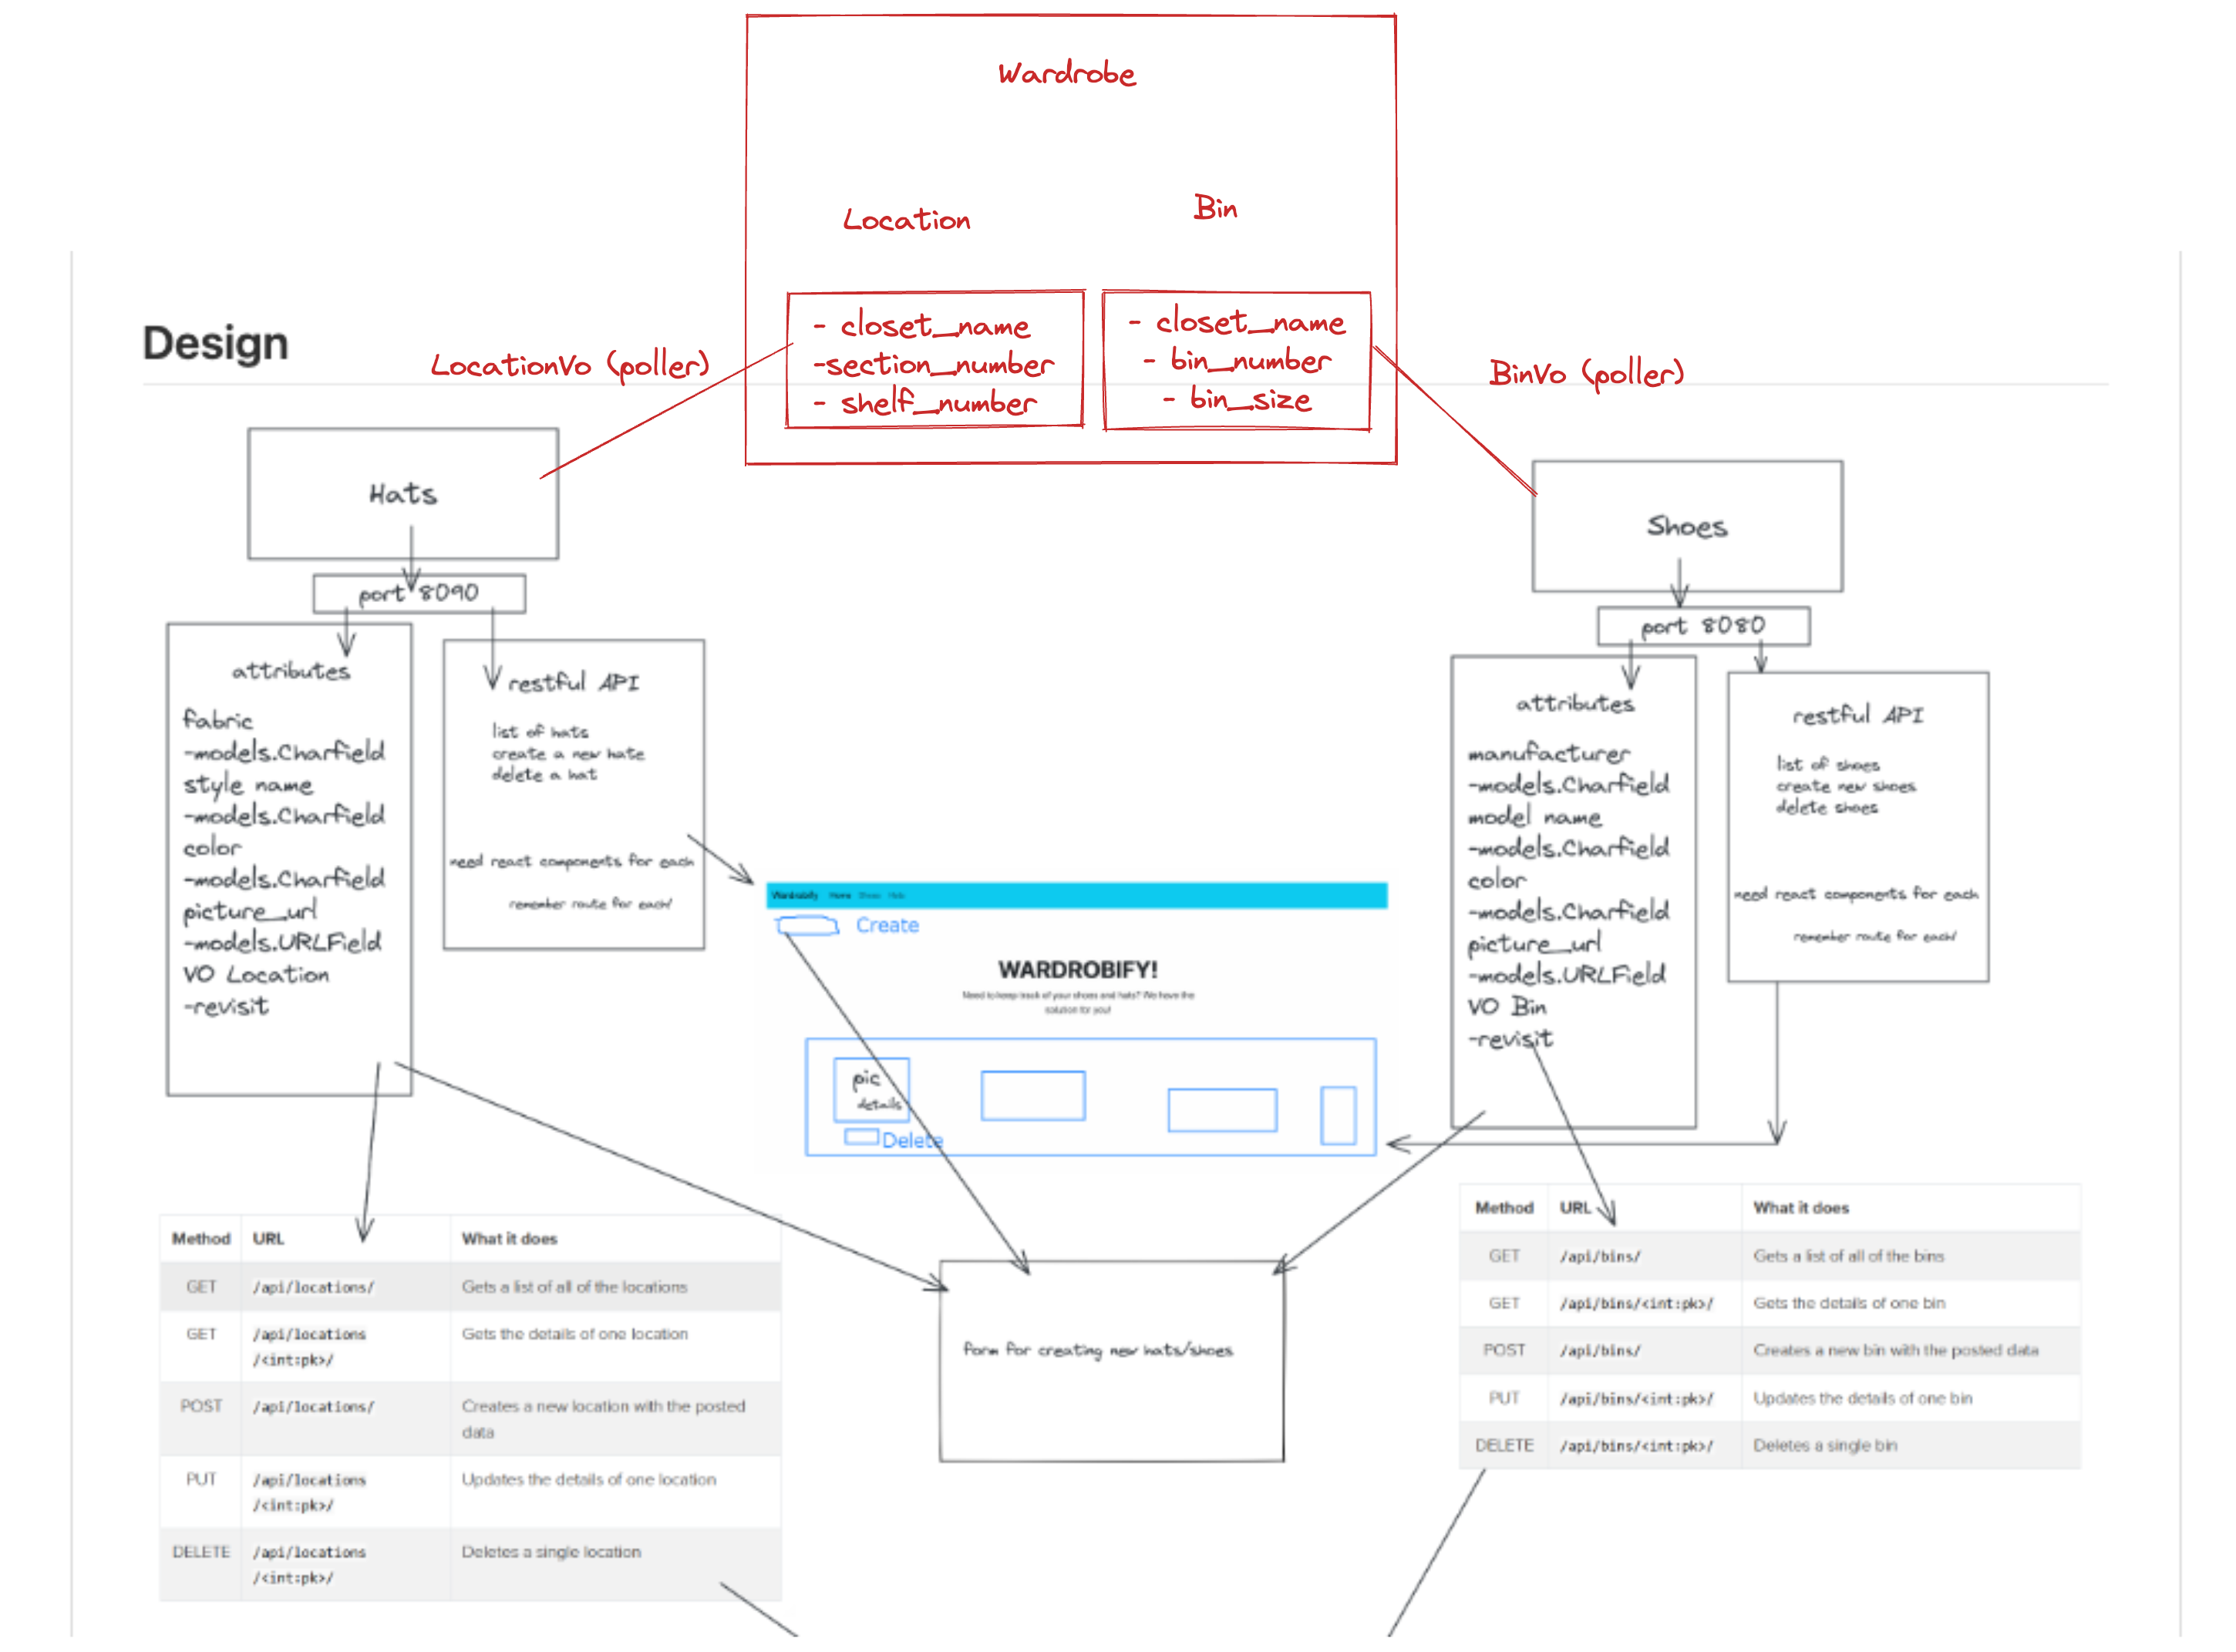 Wardrobe
Location
Bin
- closet_name
-section_number
- shelf_number
- closet_name
- bin_number
- bin_size
Design
LocationVo (poller)
BinVo (poller)
Hats
port 8090
attributes
fabric
-models.Charfield
style name
-models.Charfield
color
-models.Charfield
picture_url
-models.URLField
VO Location
-revisit
restful API
list of hats
create a new hate
delete a hat
need react components for each
remember route for each!
Shoes
port 8080
attributes
manufacturer
-models.Charfield
model name
-models.Charfield
color
-models.Charfield
picture_url
-models.URLField
VO Bin
-revisit
restful API
list of shoes
create new shoes
delete shoes
need react components for each
remember route for each!
Wardrobify Home Shoes Hats
Create
WARDROBIFY!
Need to keep track of your shoes and hats? We have the
solution for you!
pic
details
Delete
form for creating new hats/shoes
Method URL What it does
GET /api/locations/ Gets a list of all of the locations
GET /api/locations Gets the details of one location
/<int:pk>/
POST /api/locations/ Creates a new location with the posted
data
PUT /api/locations Updates the details of one location
/<int:pk>/
DELETE /api/locations Deletes a single location
/<int:pk>/
Method URL What it does
GET /api/bins/ Gets a list of all of the bins
GET /api/bins/<int:pk>/ Gets the details of one bin
POST /api/bins/ Creates a new bin with the posted data
PUT /api/bins/<int:pk>/ Updates the details of one bin
DELETE /api/bins/<int:pk>/ Deletes a single bin